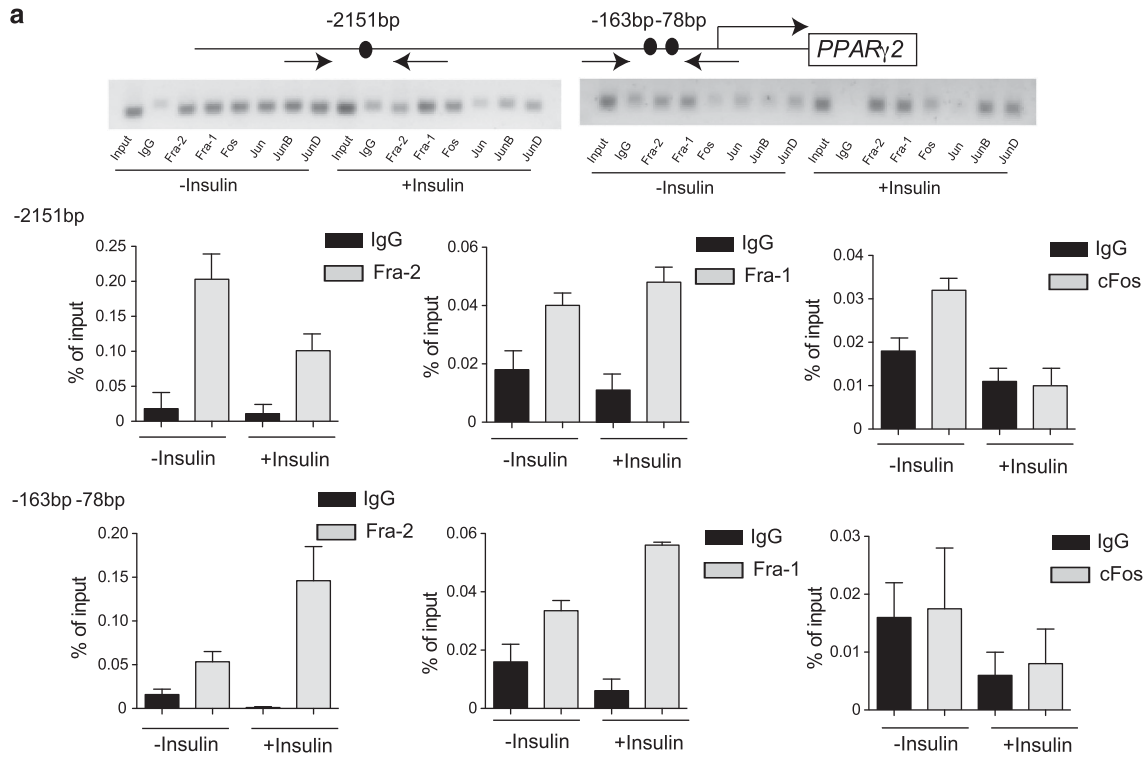 a
-2151bp -163bp-78bp
PPARγ2
Input IgG Fra-2 Fra-1 Fos Jun JunB JunD Input IgG Fra-2 Fra-1 Fos Jun JunB JunD Input IgG Fra-2 Fra-1 Fos Jun JunB JunD Input IgG Fra-2 Fra-1 Fos Jun JunB JunD
-Insulin +Insulin -Insulin +Insulin
-2151bp
% of input
0.25
0.20
0.15
0.10
0.05
0
IgG
Fra-2
-Insulin +Insulin
% of input
0.06
0.04
0.02
0
IgG
Fra-1
-Insulin +Insulin
% of input
0.04
0.03
0.02
0.01
0
IgG
cFos
-Insulin +Insulin
-163bp -78bp
% of input
0.20
0.15
0.10
0.05
0
IgG
Fra-2
-Insulin +Insulin
% of input
0.06
0.04
0.02
0
IgG
Fra-1
-Insulin +Insulin
% of input
0.03
0.02
0.01
0
IgG
cFos
-Insulin +Insulin